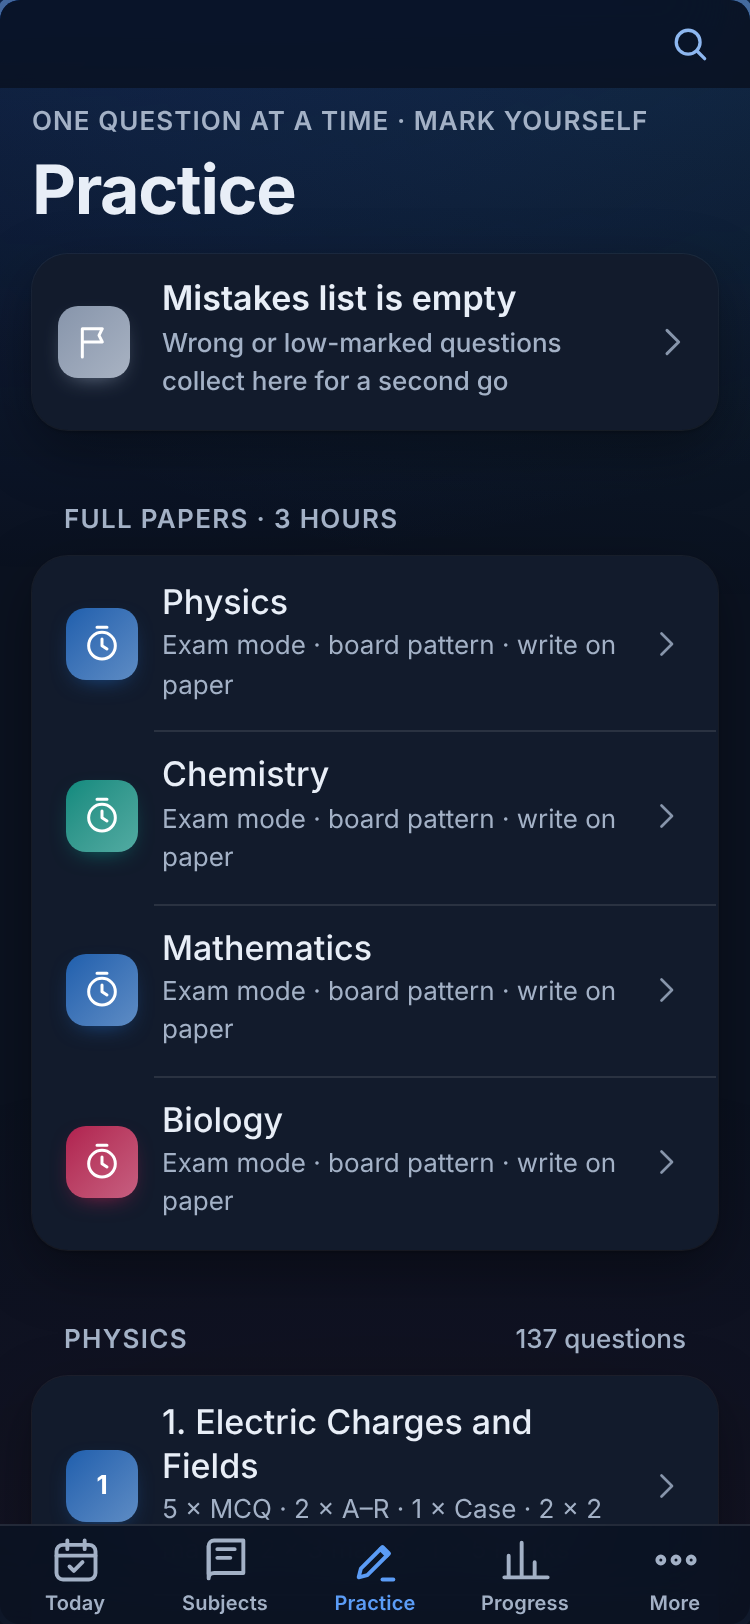 ONE QUESTION AT A TIME · MARK YOURSELF
Practice
Mistakes list is empty
Wrong or low-marked questions
collect here for a second go
FULL PAPERS · 3 HOURS
Physics
Exam mode · board pattern · write on
paper
Chemistry
Exam mode · board pattern · write on
paper
Mathematics
Exam mode · board pattern · write on
paper
Biology
Exam mode · board pattern · write on
paper
PHYSICS
137 questions
1
1. Electric Charges and
Fields
5 × MCQ · 2 × A–R · 1 × Case · 2 × 2
Today
Subjects
Practice
Progress
More